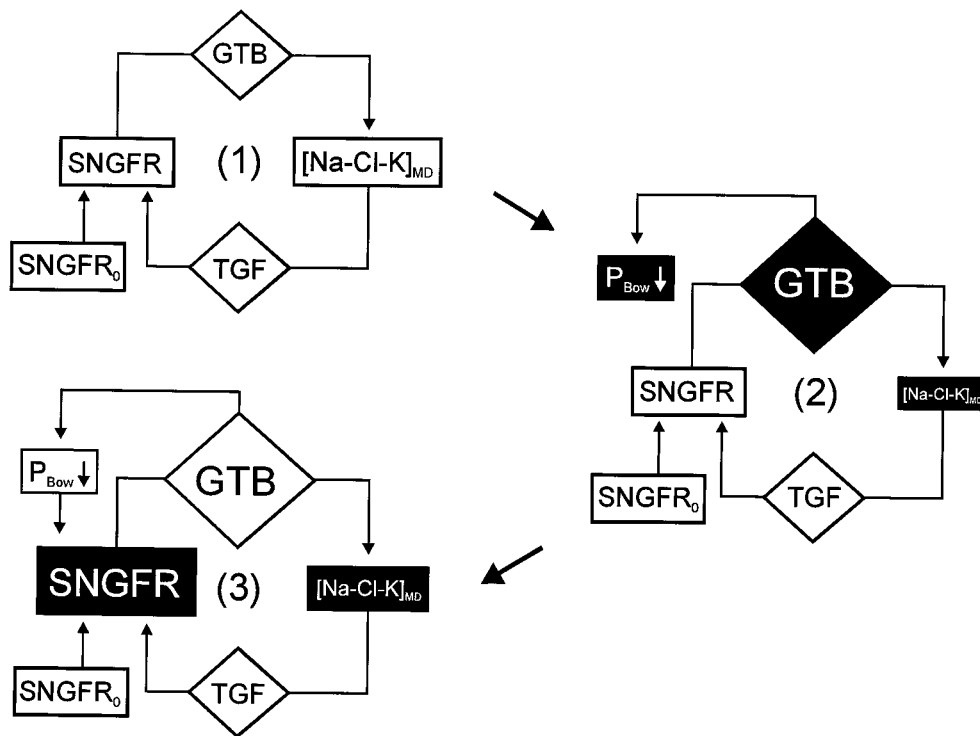 GTB
SNGFR
(1)
[Na-Cl-K]MD
SNGFR0
TGF
PBow ↓
GTB
SNGFR
(2)
[Na-Cl-K]MD
SNGFR0
TGF
PBow ↓
GTB
SNGFR
(3)
[Na-Cl-K]MD
SNGFR0
TGF